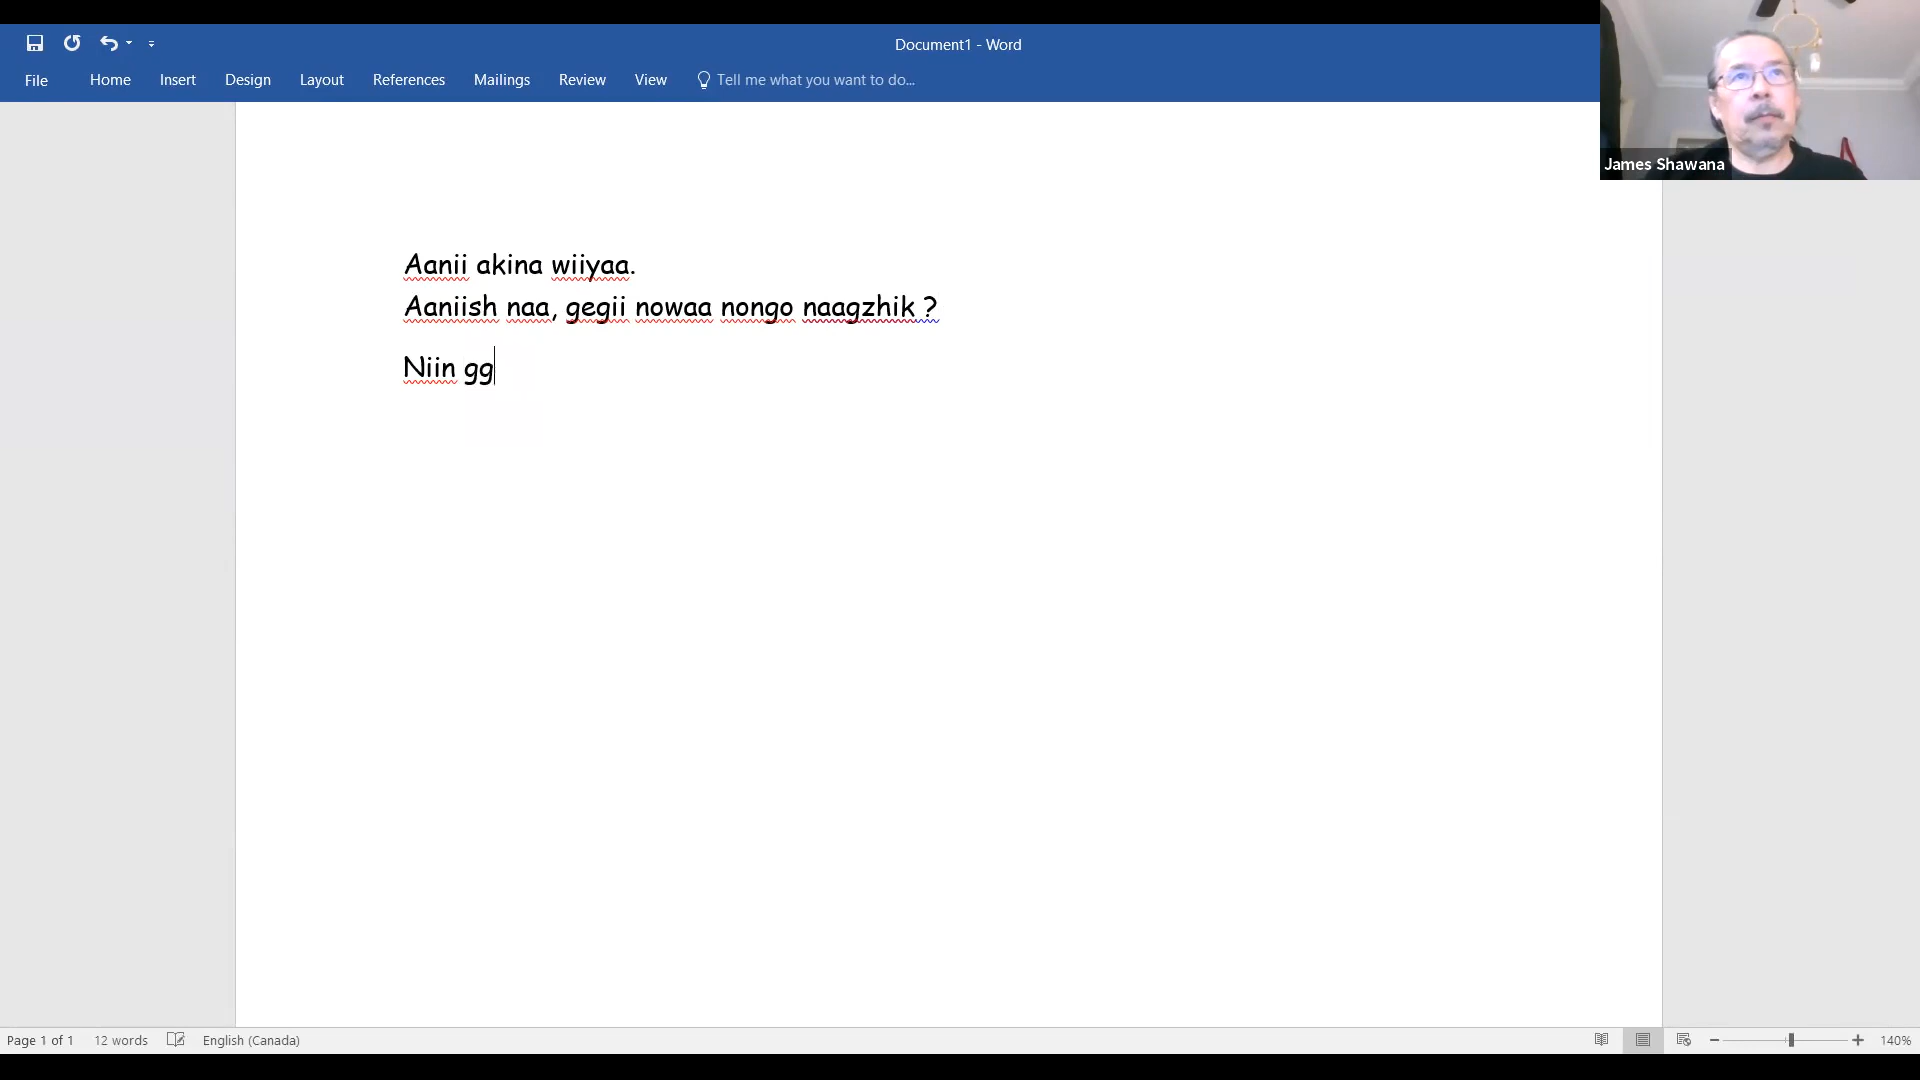 Document1 - Word
File Home Insert Design Layout References Mailings Review View Tell me what you want to do...
James Shawana
Aanii akina wiiyaa.
Aaniish naa, gegii nowaa nongo naagzhik ?
Niin gg
Page 1 of 1 12 words English (Canada) 140%